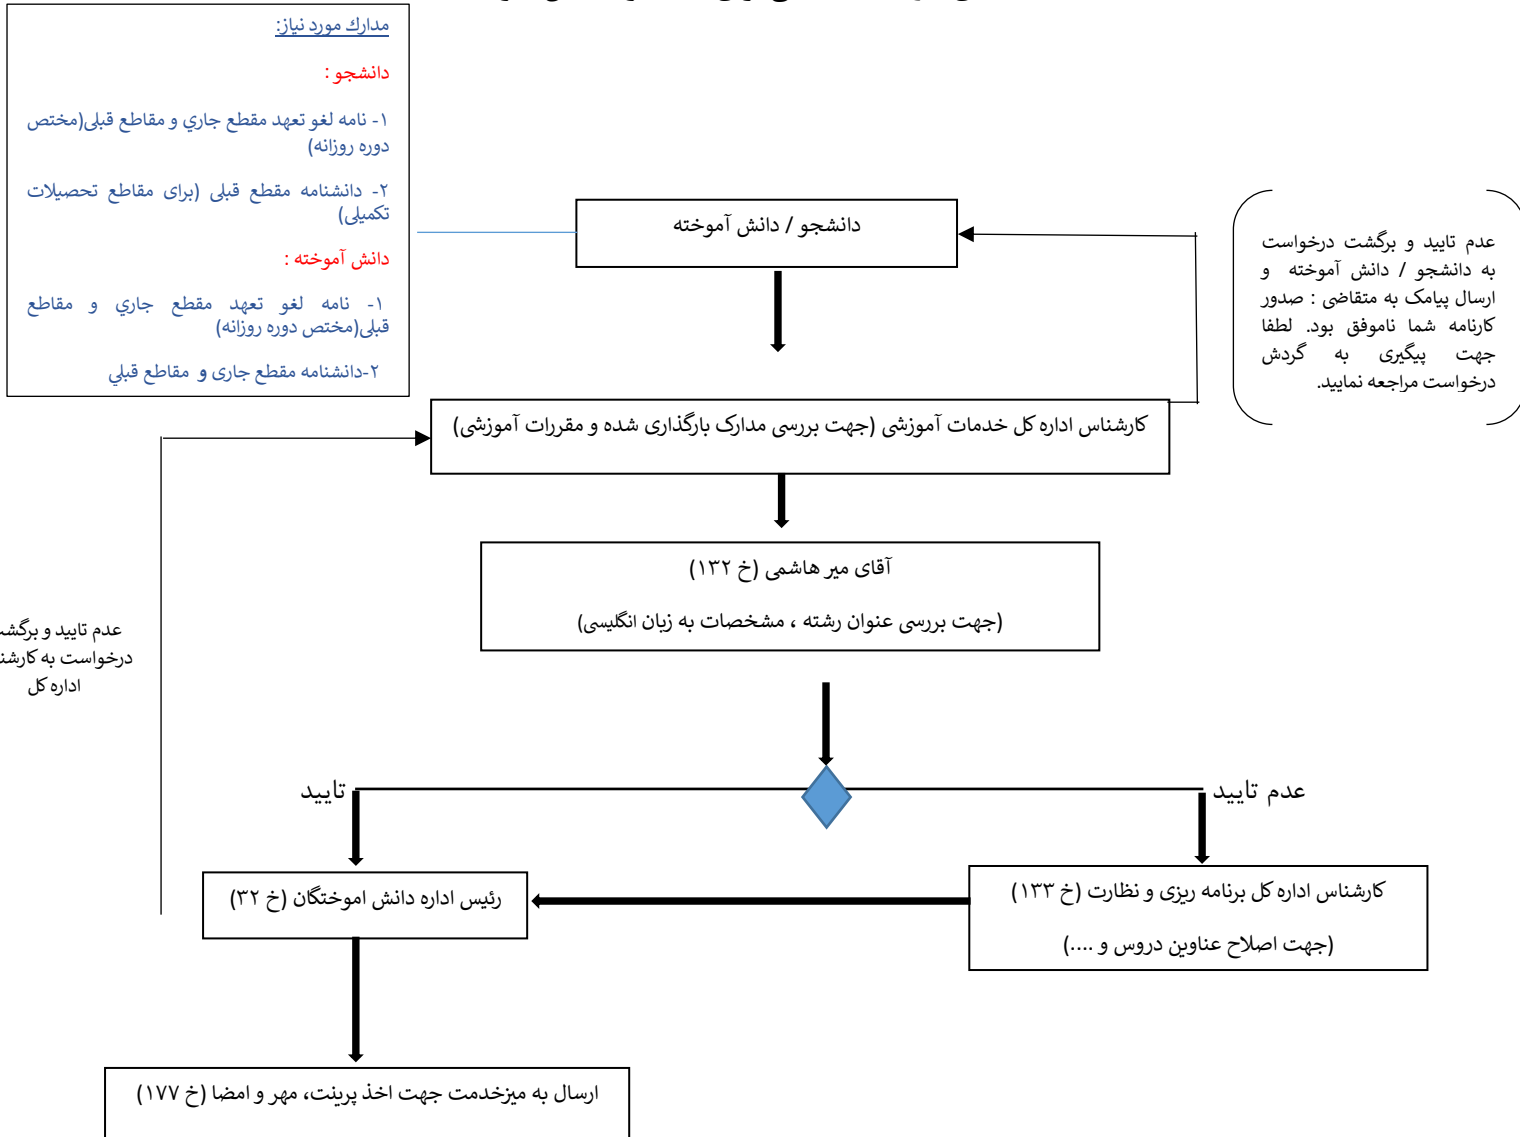 مدارك مورد نیاز:
دانشجو :
۱- نامه لغو تعهد مقطع جاري و مقاطع قبلی(مختص
دوره روزانه)
۲- دانشنامه مقطع قبلی (برای مقاطع تحصیلات
تکمیلی)
دانش آموخته :
۱- نامه لغو تعهد مقطع جاري و مقاطع
قبلی(مختص دوره روزانه)
۲-دانشنامه مقطع جاری و مقاطع قبلي
دانشجو / دانش آموخته
عدم تایید و برگشت درخواست
به دانشجو / دانش آموخته و
ارسال پیامک به متقاضی : صدور
کارنامه شما ناموفق بود. لطفا
جهت پیگیری به گردش
درخواست مراجعه نمایید.
کارشناس اداره کل خدمات آموزشی (جهت بررسی مدارک بارگذاری شده و مقررات آموزشی)
آقای میر هاشمی (خ ۱۳۲)
(جهت بررسی عنوان رشته ، مشخصات به زبان انگلیسی)
عدم تایید و
درخواست به
اداره کل
تایید
عدم تایید
رئیس اداره دانش اموختگان (خ ۳۲)
کارشناس اداره کل برنامه ریزی و نظارت (خ ۱۳۳)
(جهت اصلاح عناوین دروس و ....)
ارسال به میزخدمت جهت اخذ پرینت، مهر و امضا (خ ۱۷۷)